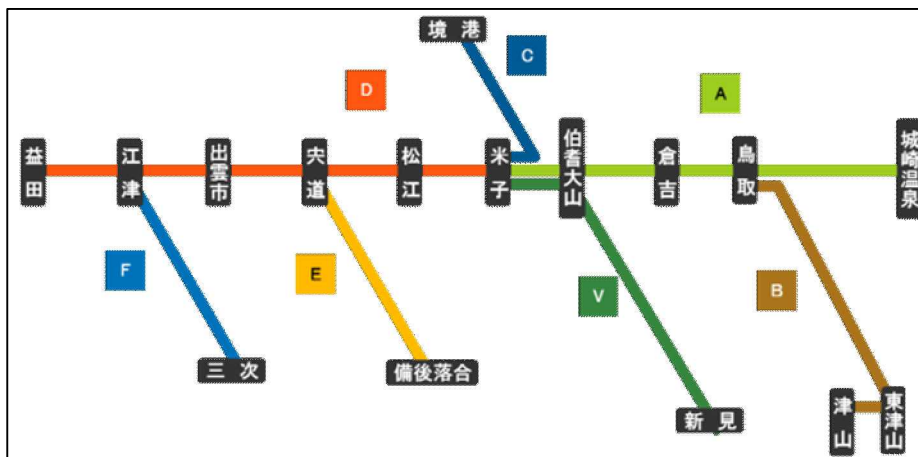 境港
C
D
A
益田
江津
出雲市
宍道
松江
米子
伯耆大山
倉吉
鳥取
城崎温泉
F
E
V
B
三次
備後落合
新見
津山
東津山